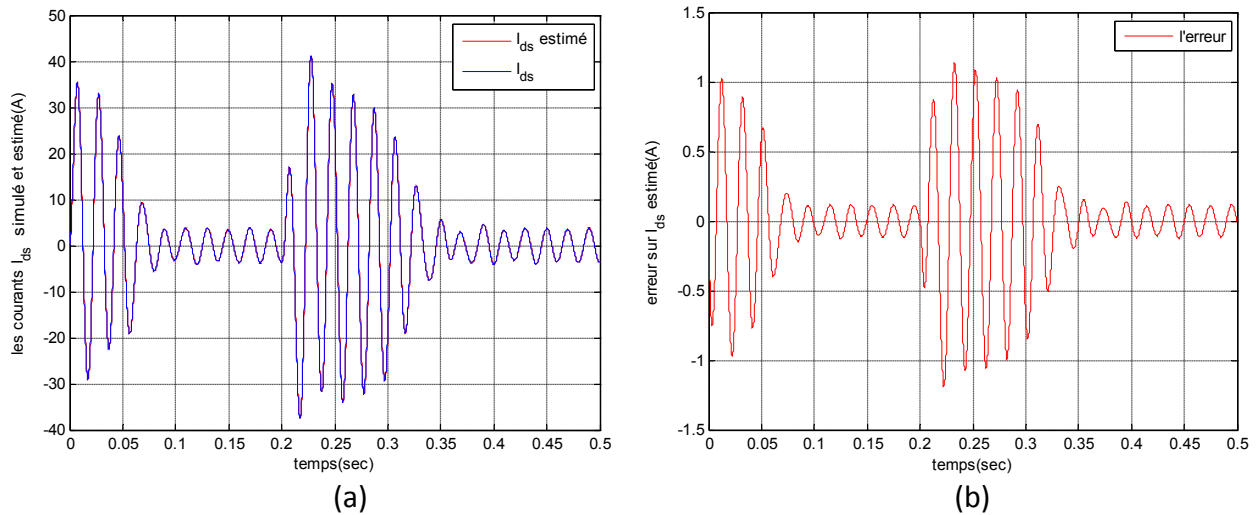 50
40
30
20
10
0
-10
-20
-30
-40
les courants I_ds simulé et estimé(A)
I_ds estimé
I_ds
0 0.05 0.1 0.15 0.2 0.25 0.3 0.35 0.4 0.45 0.5
temps(sec)
(a)
1.5
1
0.5
0
-0.5
-1
-1.5
erreur sur I_ds estimé(A)
l'erreur
0 0.05 0.1 0.15 0.2 0.25 0.3 0.35 0.4 0.45 0.5
temps(sec)
(b)